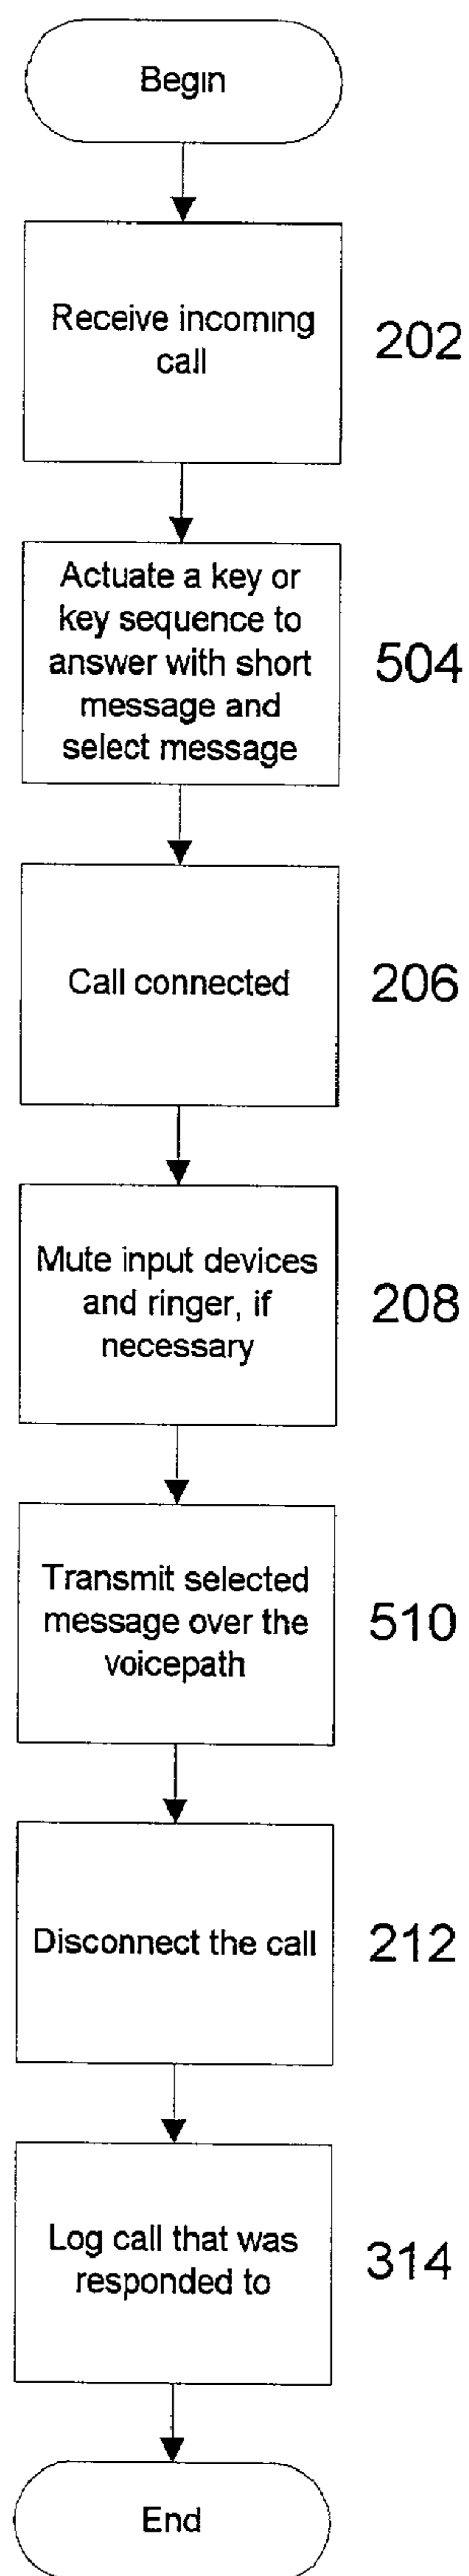 Begin
Receive incoming
call
202
Actuate a key or
key sequence to
answer with short
message and
select message
504
Call connected
206
Mute input devices
and ringer, if
necessary
208
Transmit selected
message over the
voicepath
510
Disconnect the call
212
Log call that was
responded to
314
End